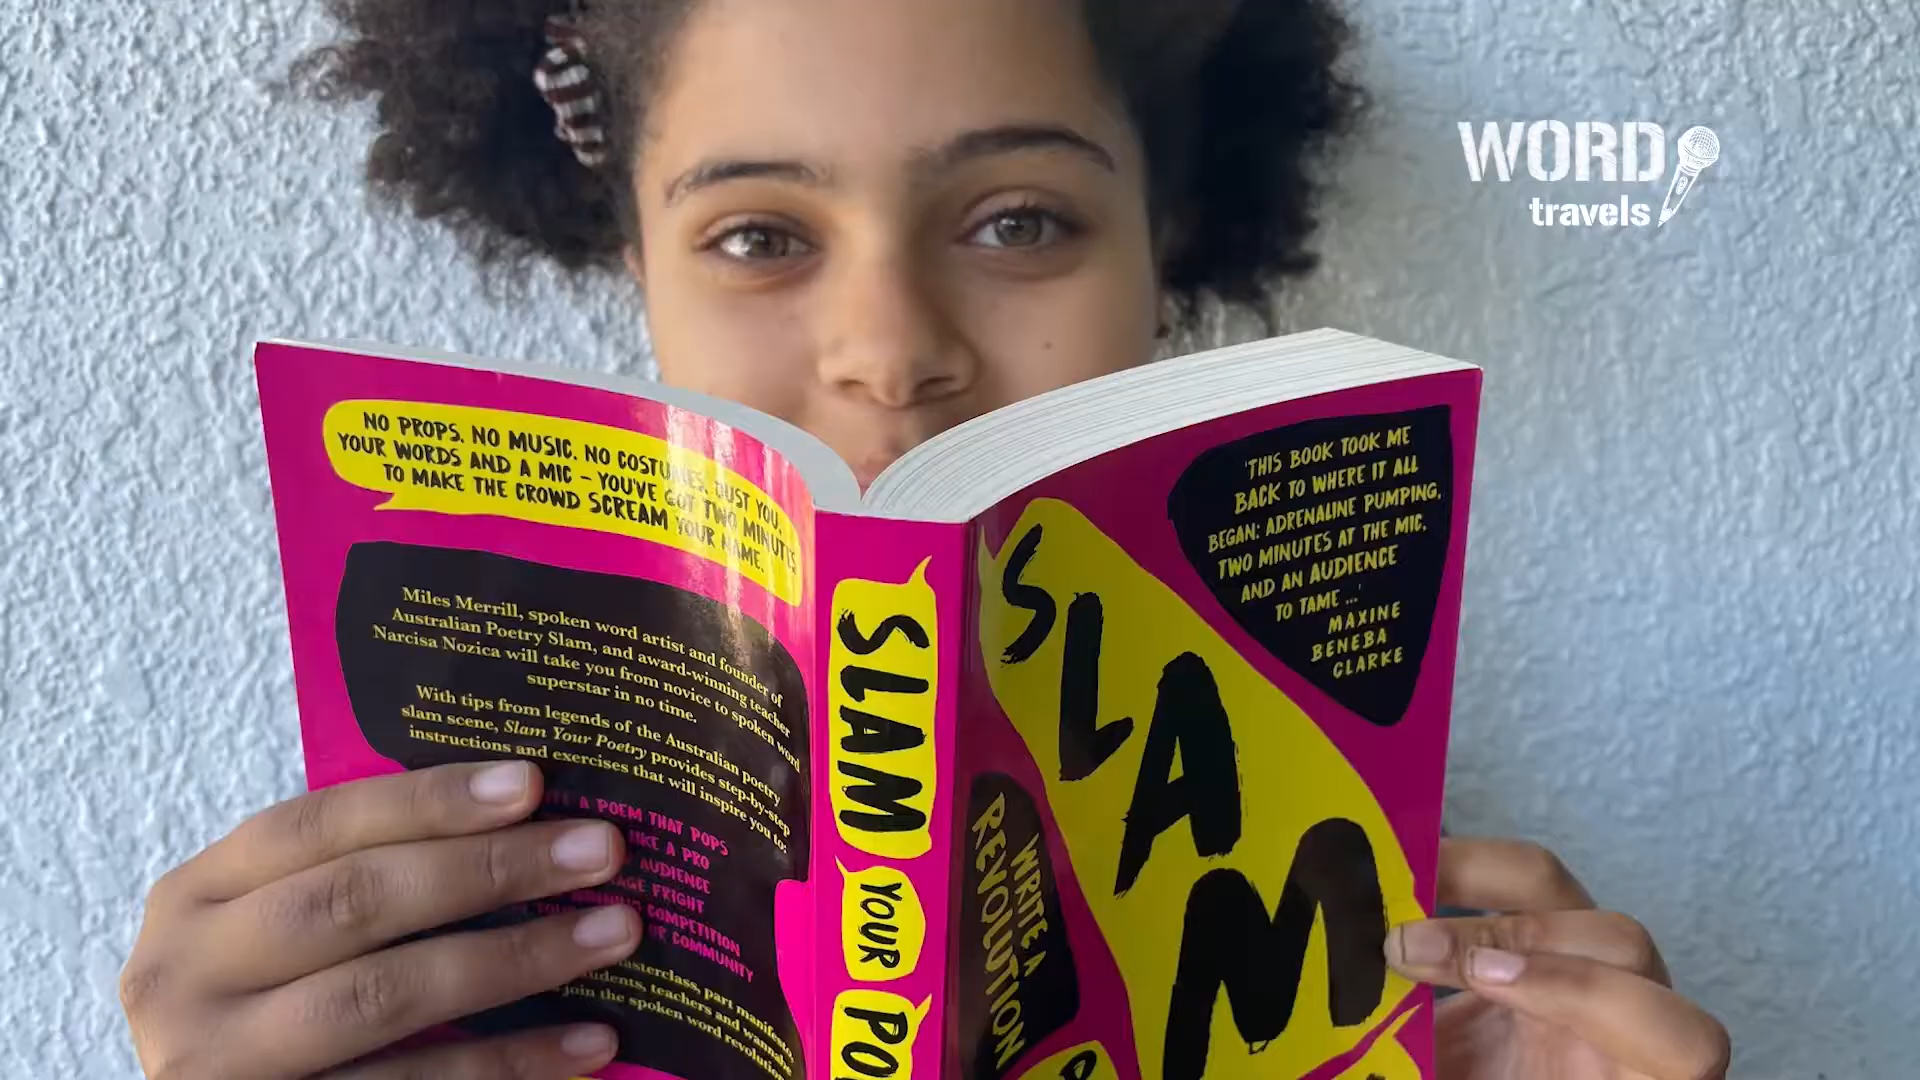 WORD
travels
NO PROPS. NO MUSIC. NO COSTUMES. JUST YOU,
YOUR WORDS AND A MIC – YOU'VE GOT TWO MINUTES
TO MAKE THE CROWD SCREAM YOUR NAME.
Miles Merrill, spoken word artist and founder of
Australian Poetry Slam, and award-winning teacher
Narcisa Nozica will take you from novice to spoken word
superstar in no time.
With tips from legends of the Australian poetry
slam scene, Slam Your Poetry provides step-by-step
instructions and exercises that will inspire you to:
A POEM THAT POPS
LIKE A PRO
AUDIENCE
FRIGHT
COMPETITION
COMMUNITY
masterclass, part manifesto,
students, teachers and wannabe
join the spoken word revolution
SLAM
YOUR
PO
'THIS BOOK TOOK ME
BACK TO WHERE IT ALL
BEGAN: ADRENALINE PUMPING,
TWO MINUTES AT THE MIC,
AND AN AUDIENCE
TO TAME ...'
MAXINE
BENEBA
CLARKE
SLAM
WRITE A
REVOLUTION